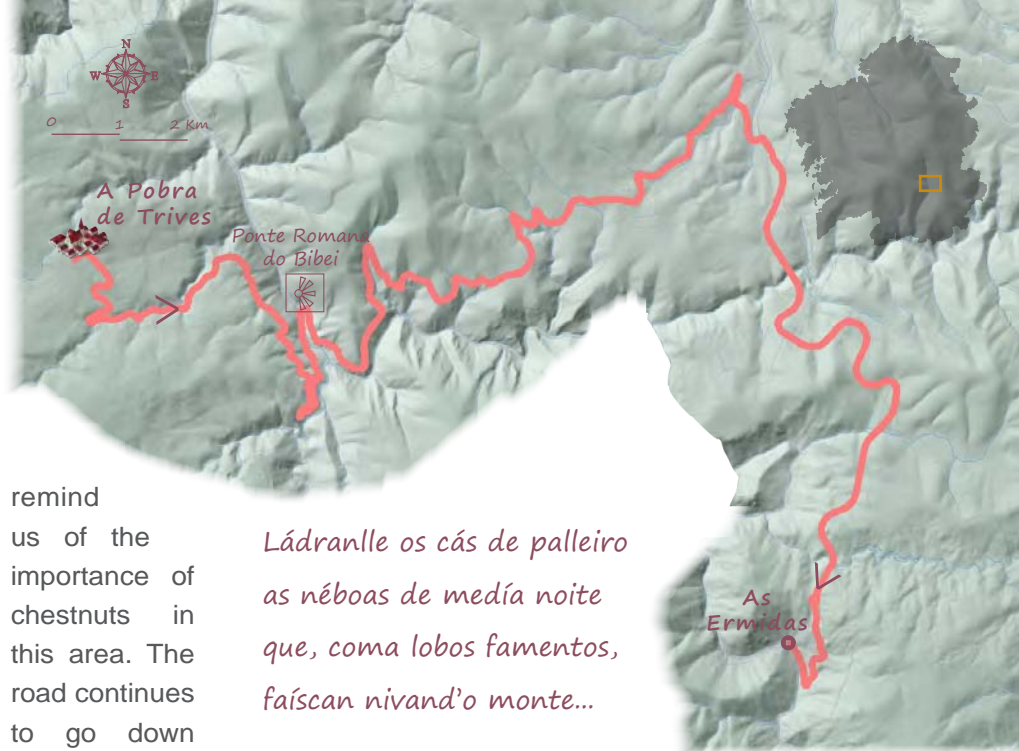 N
W E
S
0 1 2 Km
A Pobra
de Trives
Ponte Romana
do Bibei
As
Ermidas
remind
us of the
importance of
chestnuts in
this area. The
road continues
to go down
Ládranlle os cás de palleiro
as néboas de medía noite
que, coma lobos famentos,
faíscan nivand'o monte...